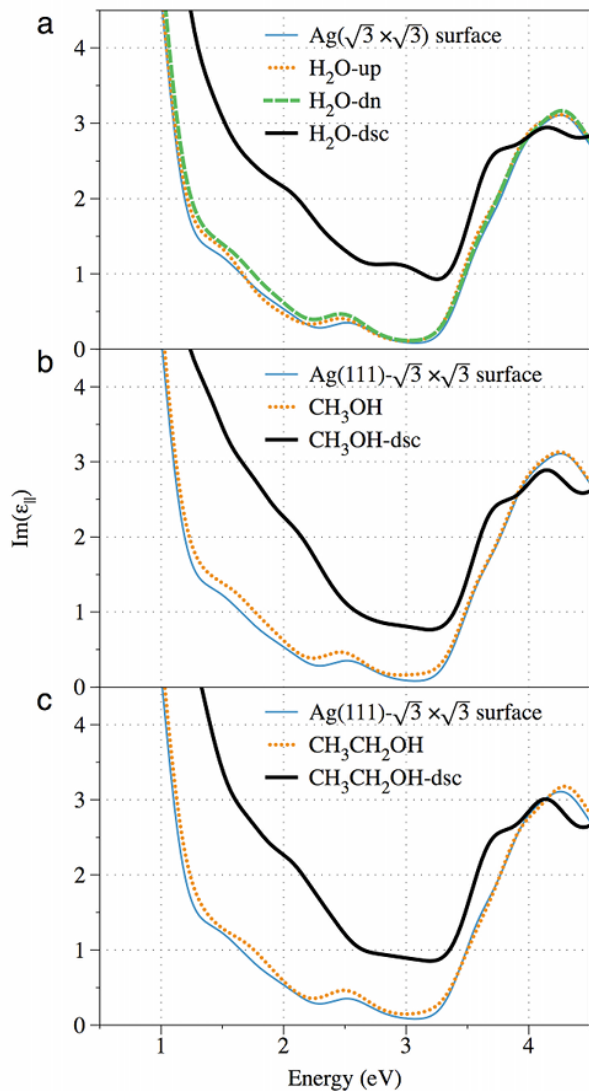 a
4
3
2
1
0
Ag(√3 ×√3) surface
H₂O-up
H₂O-dn
H₂O-dsc
b
4
3
2
1
0
Ag(111)-√3 ×√3 surface
CH₃OH
CH₃OH-dsc
Im(ε||)
c
4
3
2
1
0
Ag(111)-√3 ×√3 surface
CH₃CH₂OH
CH₃CH₂OH-dsc
1 2 3 4
Energy (eV)